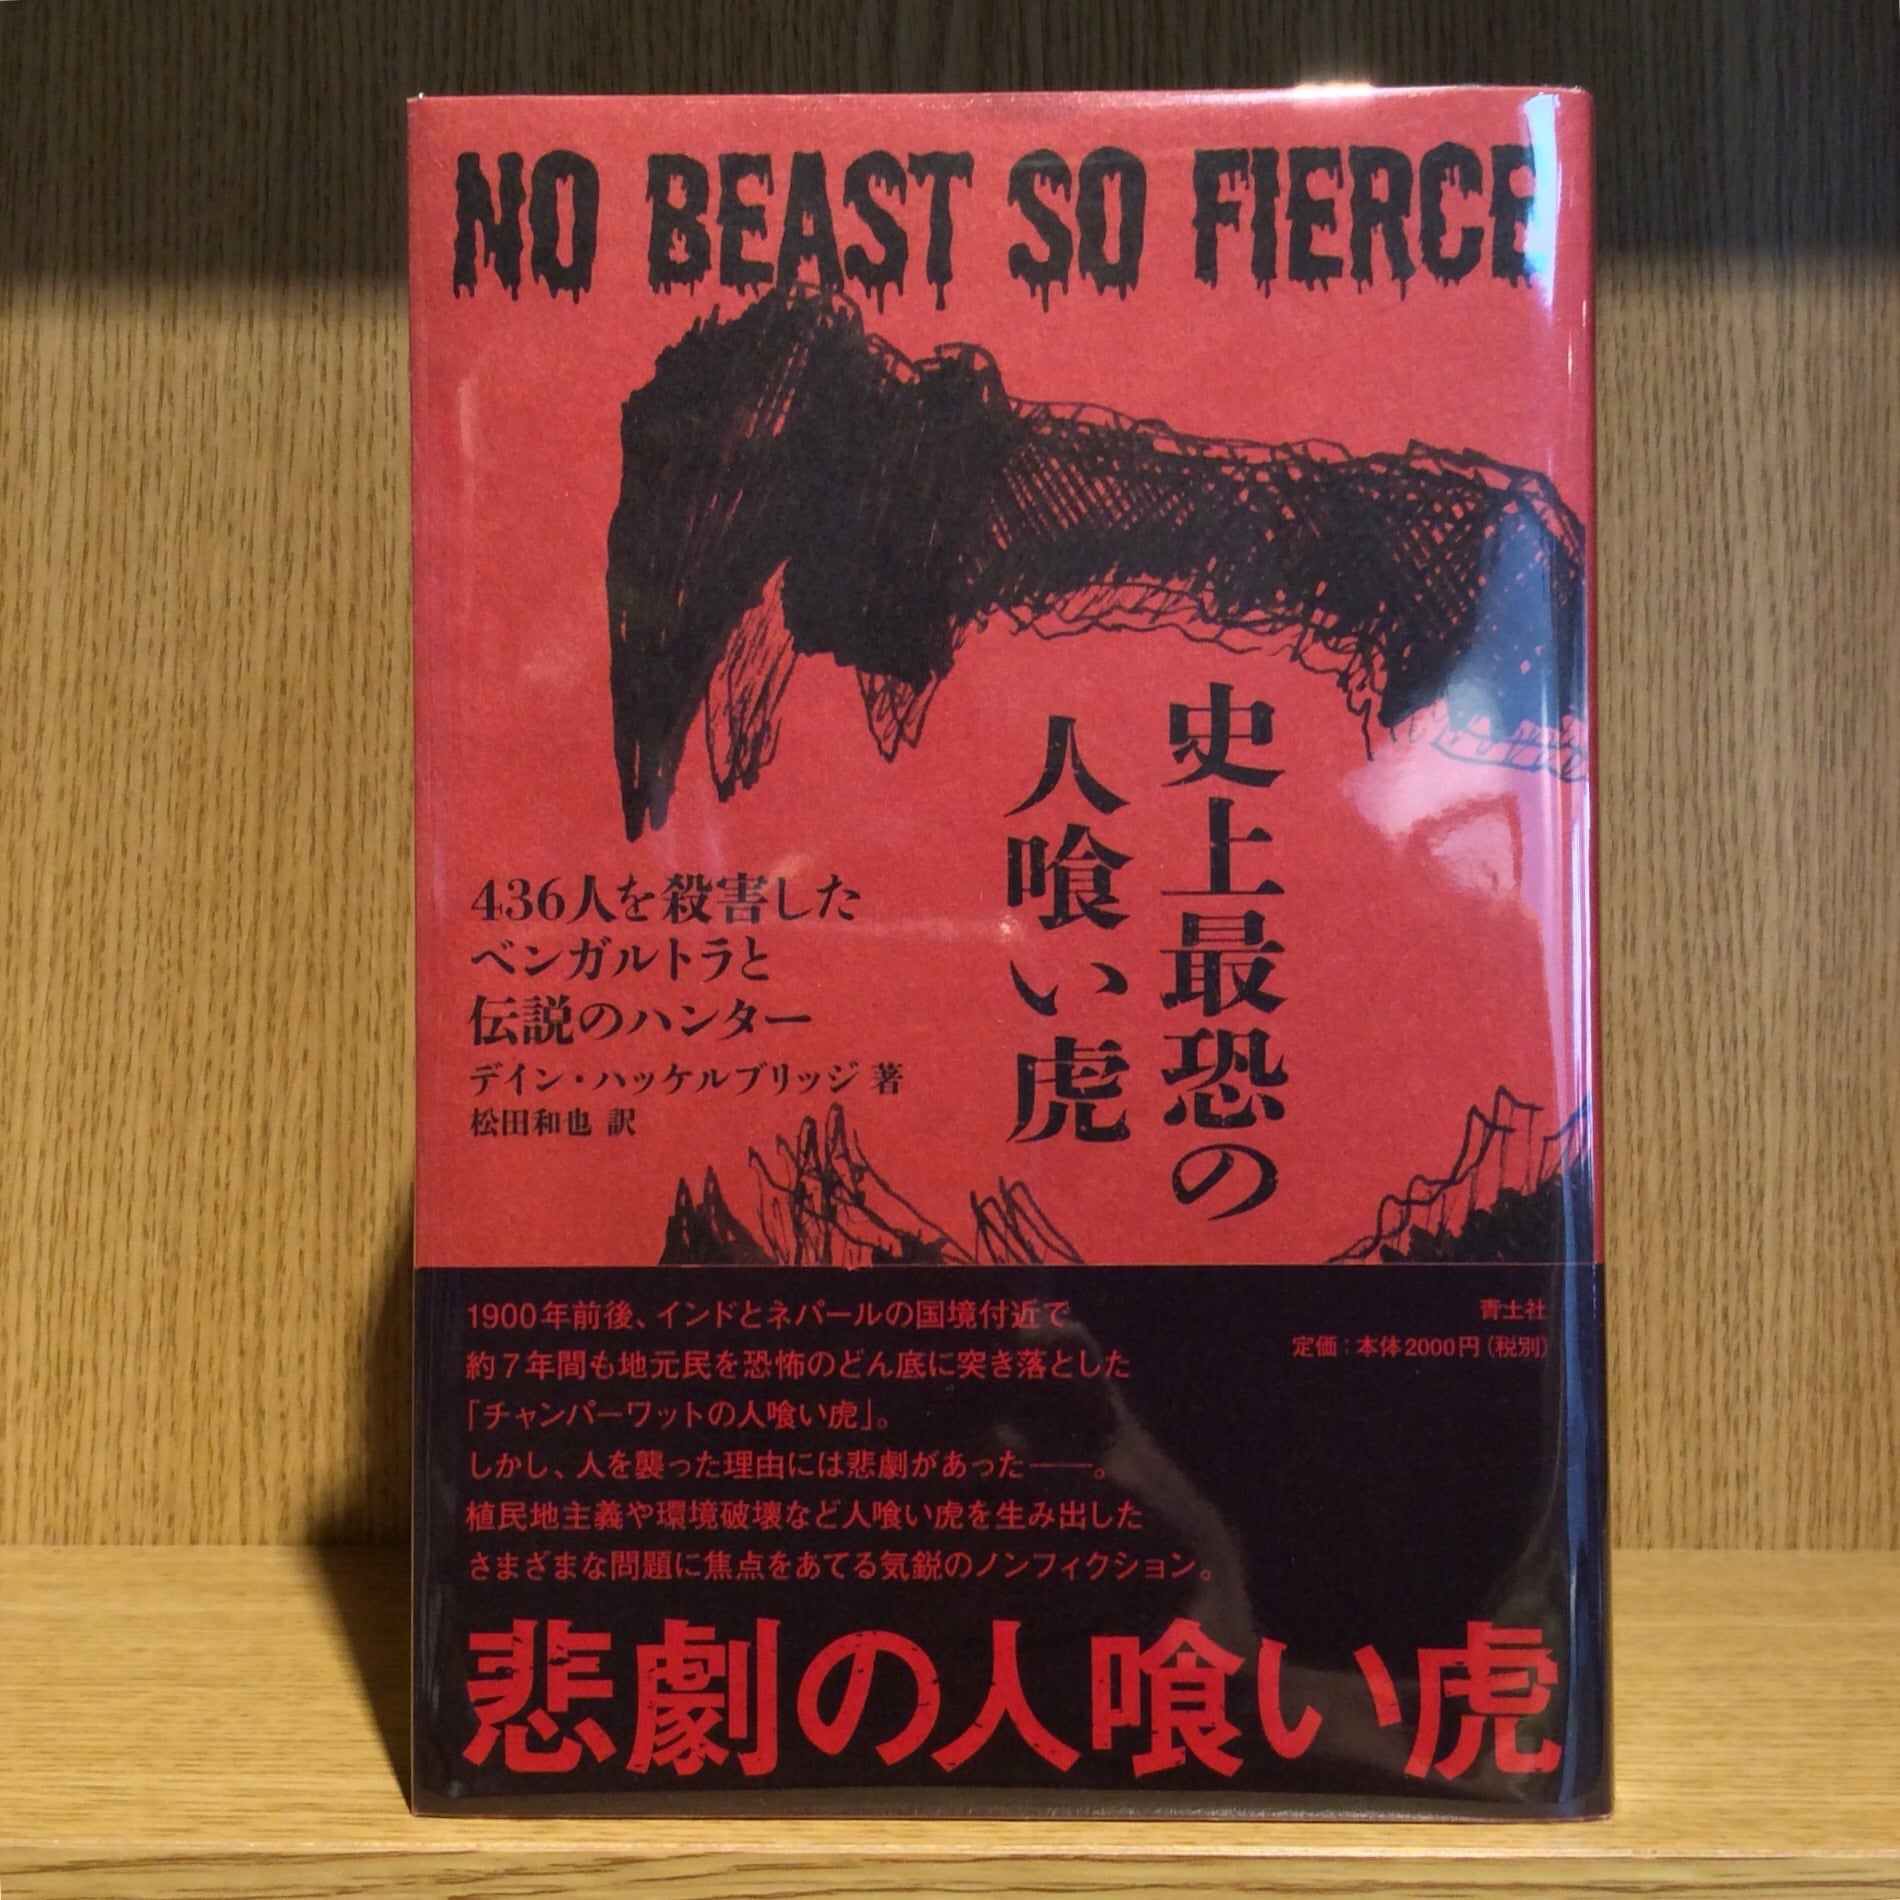 NO BEAST SO FIERCE
史上最恐の
人喰い虎
436人を殺害した
ベンガルトラと
伝説のハンター
デイン・ハッケルブリッジ 著
松田和也 訳
1900年前後、インドとネパールの国境付近で
約7年間も地元民を恐怖のどん底に突き落とした
「チャンパーワットの人喰い虎」。
しかし、人を襲った理由には悲劇があった――。
植民地主義や環境破壊など人喰い虎を生み出した
さまざまな問題に焦点をあてる気鋭のノンフィクション。
青土社
定価:本体2000円(税別)
悲劇の人喰い虎